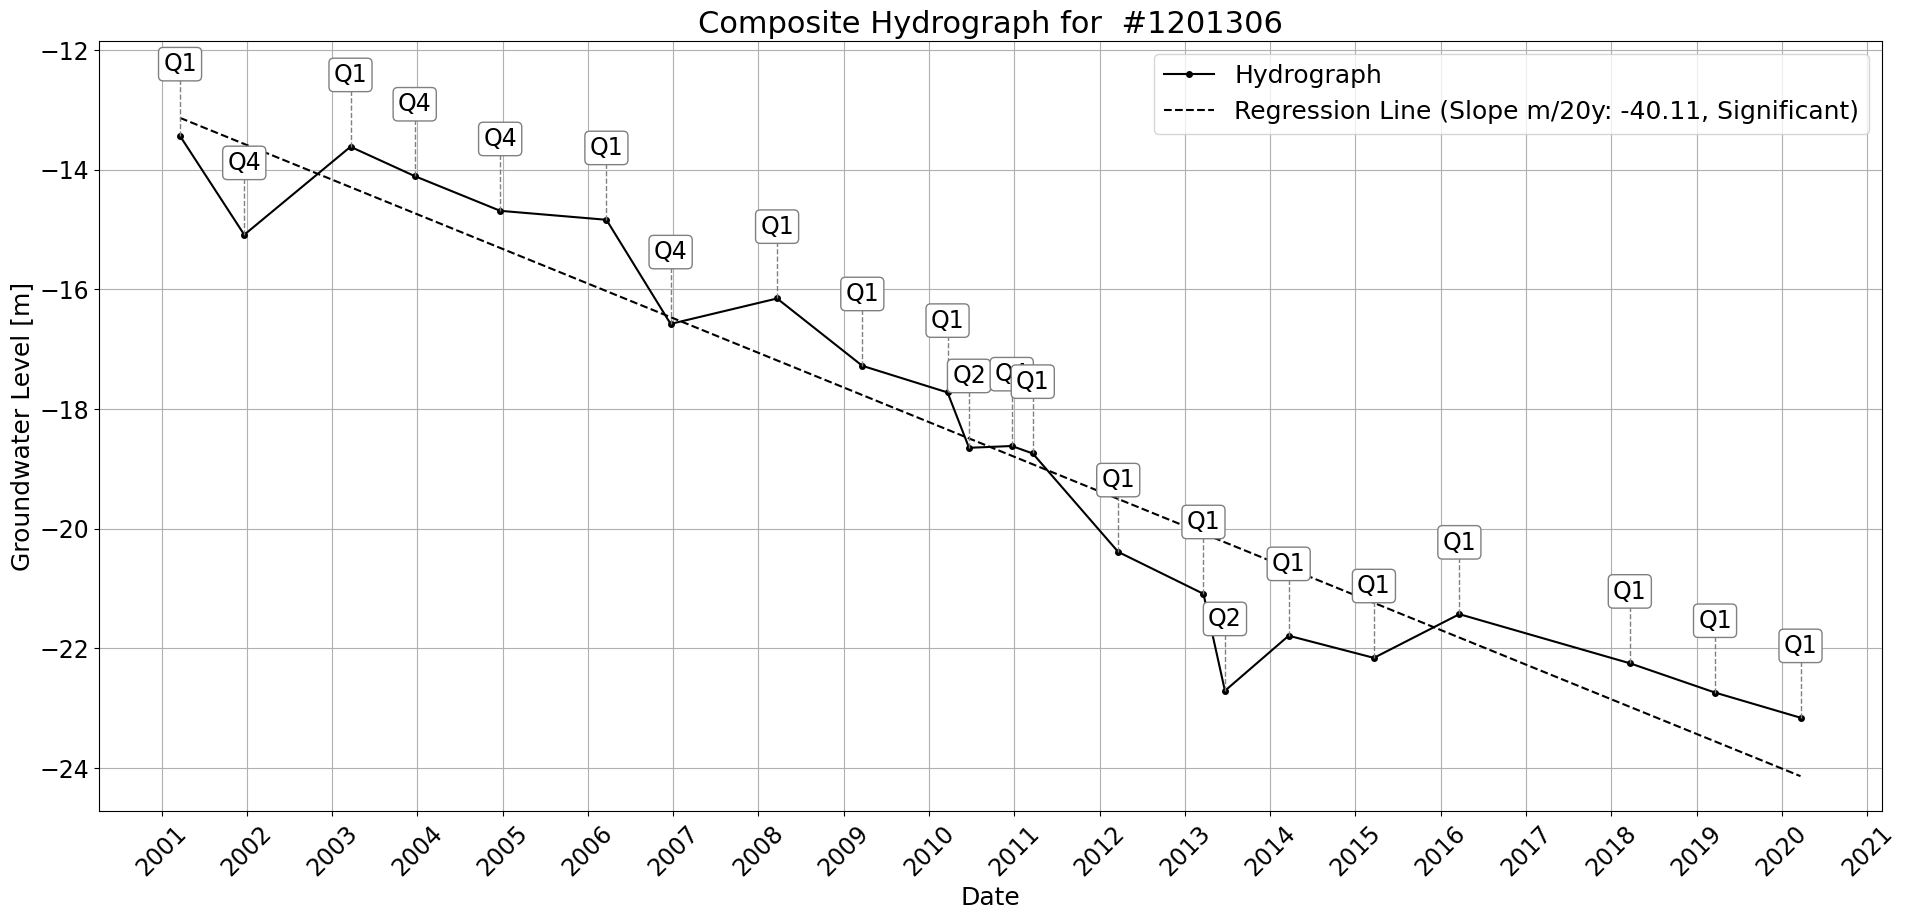 Composite Hydrograph for #1201306
Hydrograph
Regression Line (Slope m/20y: -40.11, Significant)
Groundwater Level [m]
−12
−14
−16
−18
−20
−22
−24
Q1
Q4
Q1
Q4
Q4
Q1
Q4
Q1
Q1
Q1
Q2
Q1
Q1
Q1
Q2
Q1
Q1
Q1
Q1
Q1
Q1
2001
2002
2003
2004
2005
2006
2007
2008
2009
2010
2011
2012
2013
2014
2015
2016
2017
2018
2019
2020
2021
Date